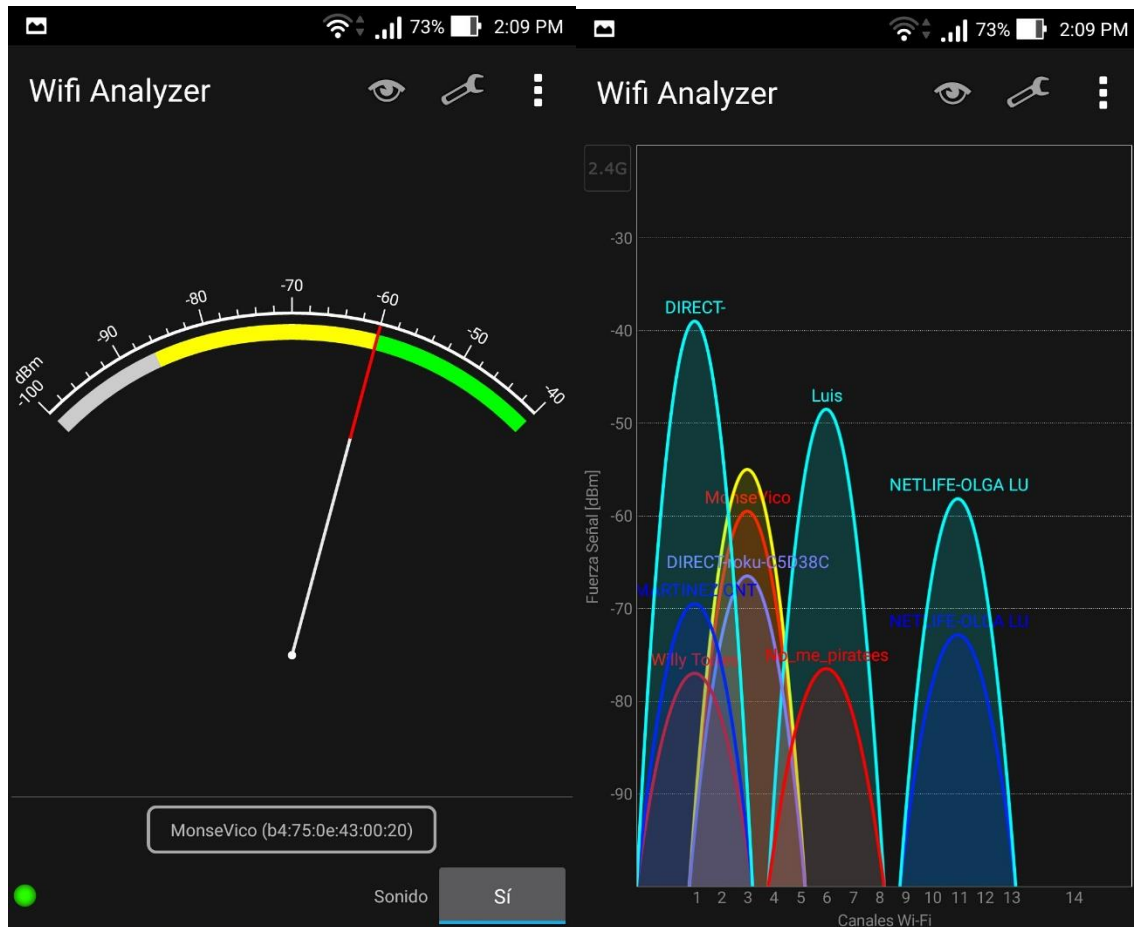 73% 2:09 PM
Wifi Analyzer
-100
-90
-80
-70
-60
-50
-40
dBm
MonseVico (b4:75:0e:43:00:20)
Sonido Sí
73% 2:09 PM
Wifi Analyzer
2.4G
-30
-40
-50
-60
-70
-80
-90
Fuerza Señal [dBm]
DIRECT-
Luis
NETLIFE-OLGA LU
MonseVico
DIRECT-roku-C5D38C
MARTINEZ CNT
NETLIFE-OLGA LU
Willy
No_me_piratees
1 2 3 4 5 6 7 8 9 10 11 12 13 14
Canales Wi-Fi